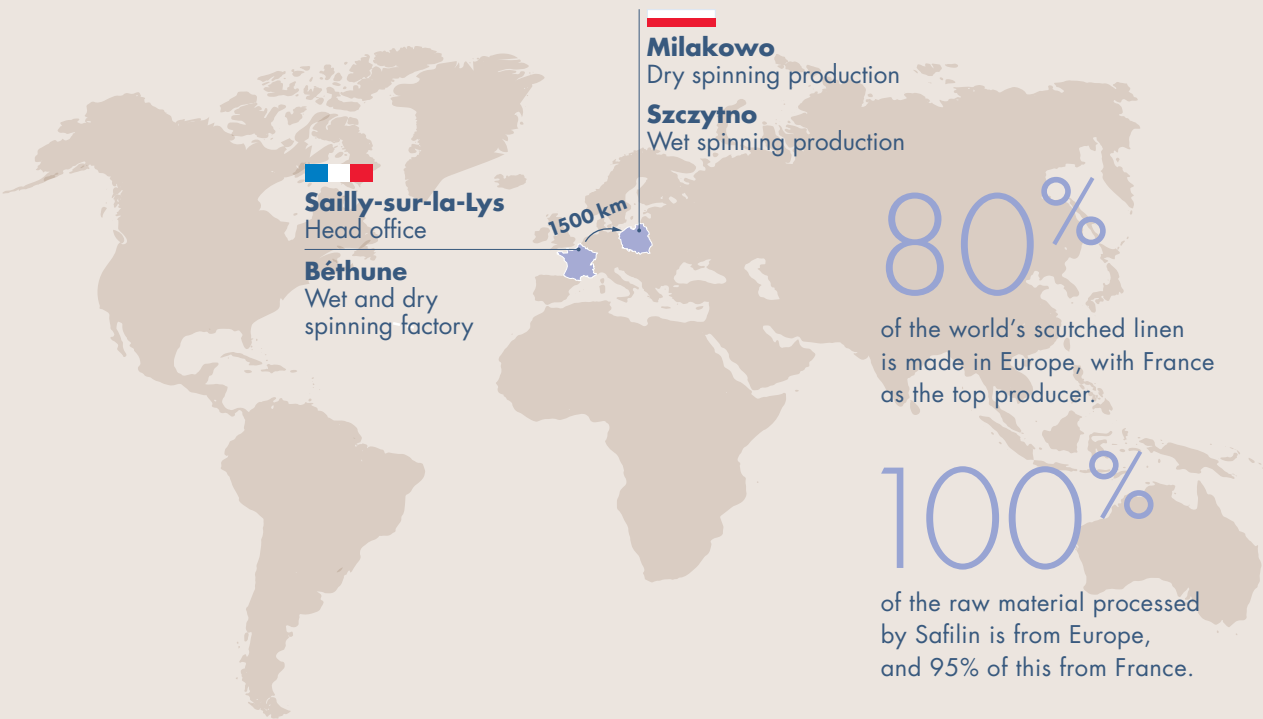 Milakowo
Dry spinning production
Szczytno
Wet spinning production
Sailly-sur-la-Lys
Head office
Béthune
Wet and dry
spinning factory
1500 km
80%
of the world’s scutched linen
is made in Europe, with France
as the top producer.
100%
of the raw material processed
by Safilin is from Europe,
and 95% of this from France.